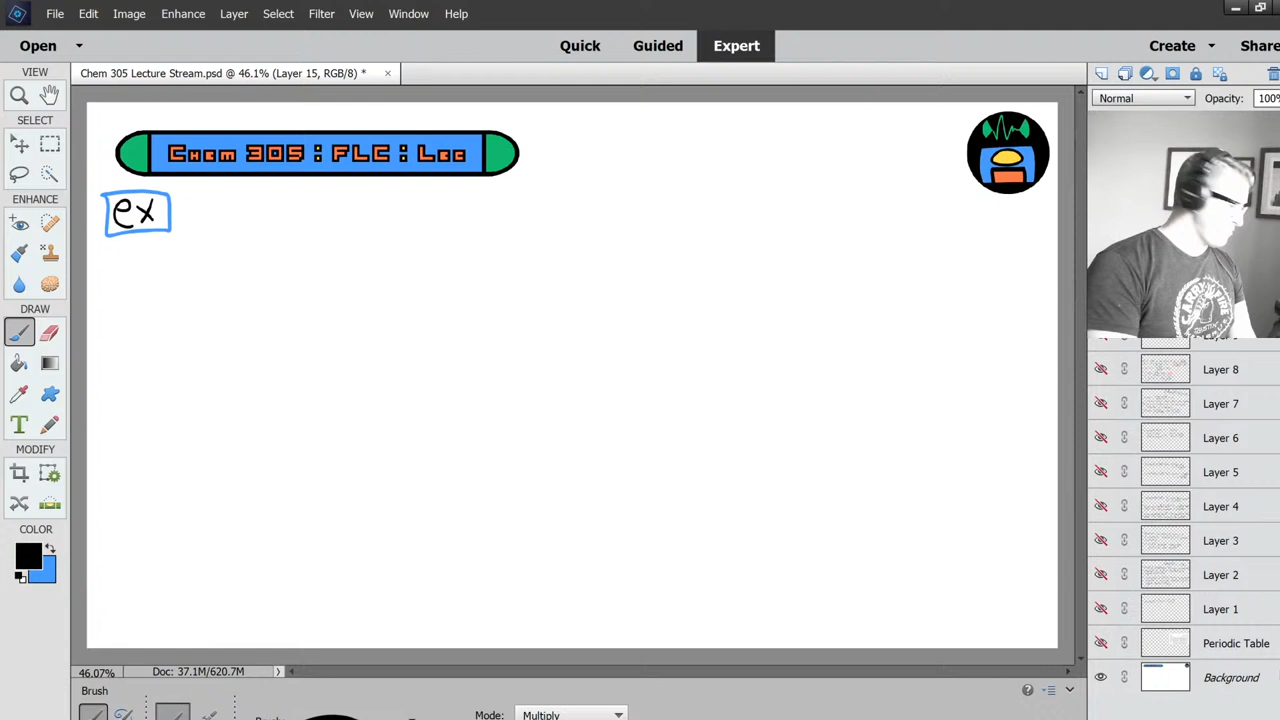 File Edit Image Enhance Layer Select Filter View Window Help
Open Quick Guided Expert Create Share
VIEW
Chem 305 Lecture Stream.psd @ 46.1% (Layer 15, RGB/8) * ×
Normal Opacity: 100%
SELECT
Chem 305 : FLC : Lec
ex
ENHANCE
CARRY FIRE
DRAW
Layer 8
Layer 7
T
Layer 6
MODIFY
Layer 5
Layer 4
COLOR
Layer 3
Layer 2
Layer 1
Periodic Table
46.07% Doc: 37.1M/620.7M
Background
Brush
Mode: Multiply